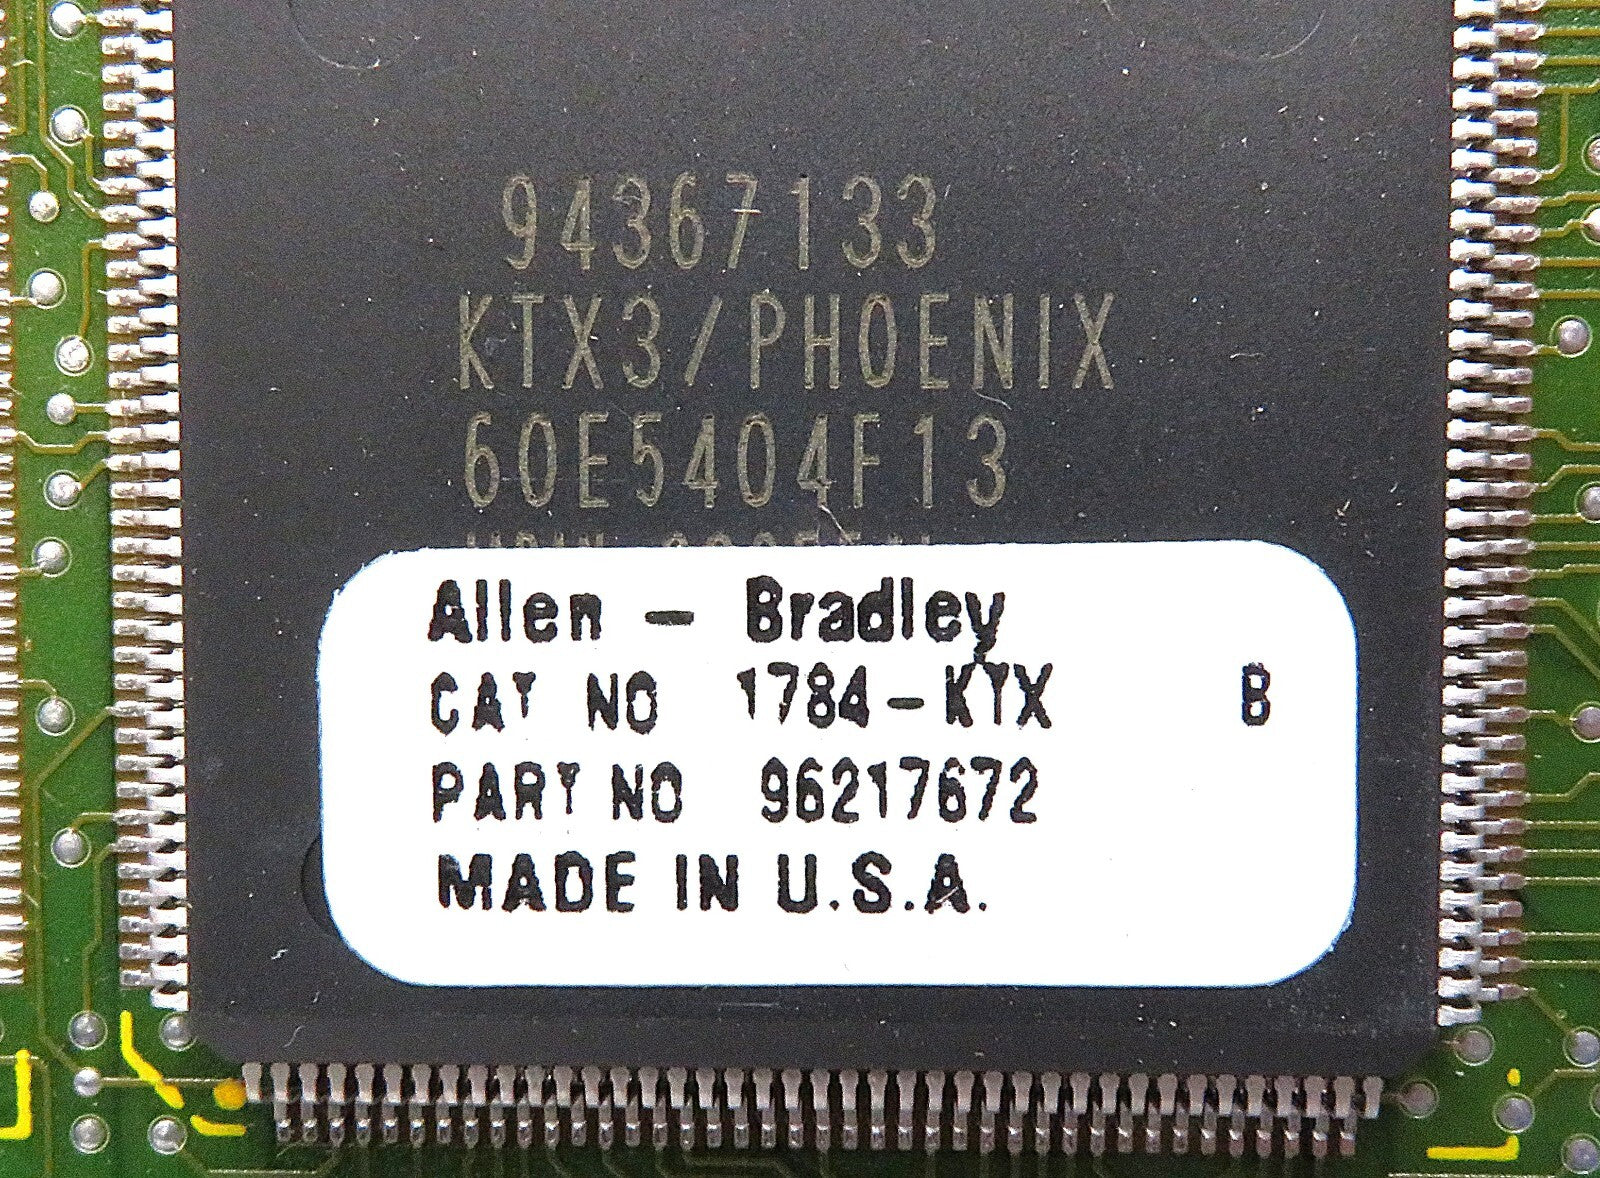 94367133
KTX3/PHOENIX
60E5404F13
Allen - Bradley
CAT NO 1784-KTX B
PART NO 96217672
MADE IN U.S.A.